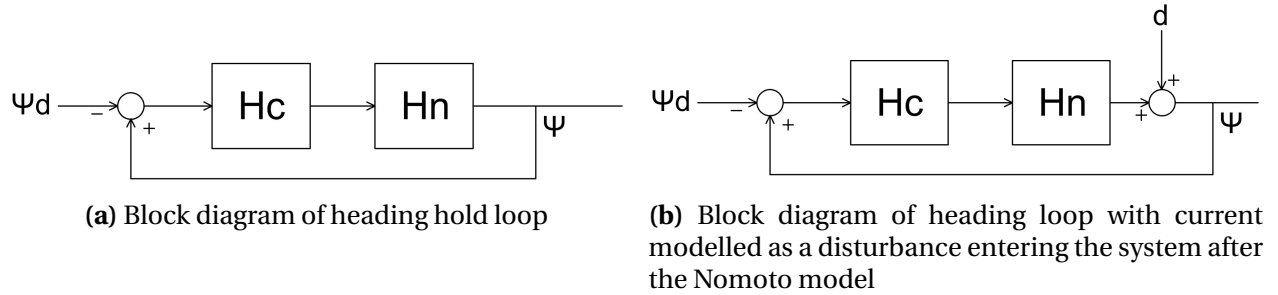 Ψd
−
+
Hc
Hn
Ψ
(a) Block diagram of heading hold loop
d
Ψd
−
+
Hc
Hn
+
+
Ψ
(b) Block diagram of heading loop with current
modelled as a disturbance entering the system after
the Nomoto model